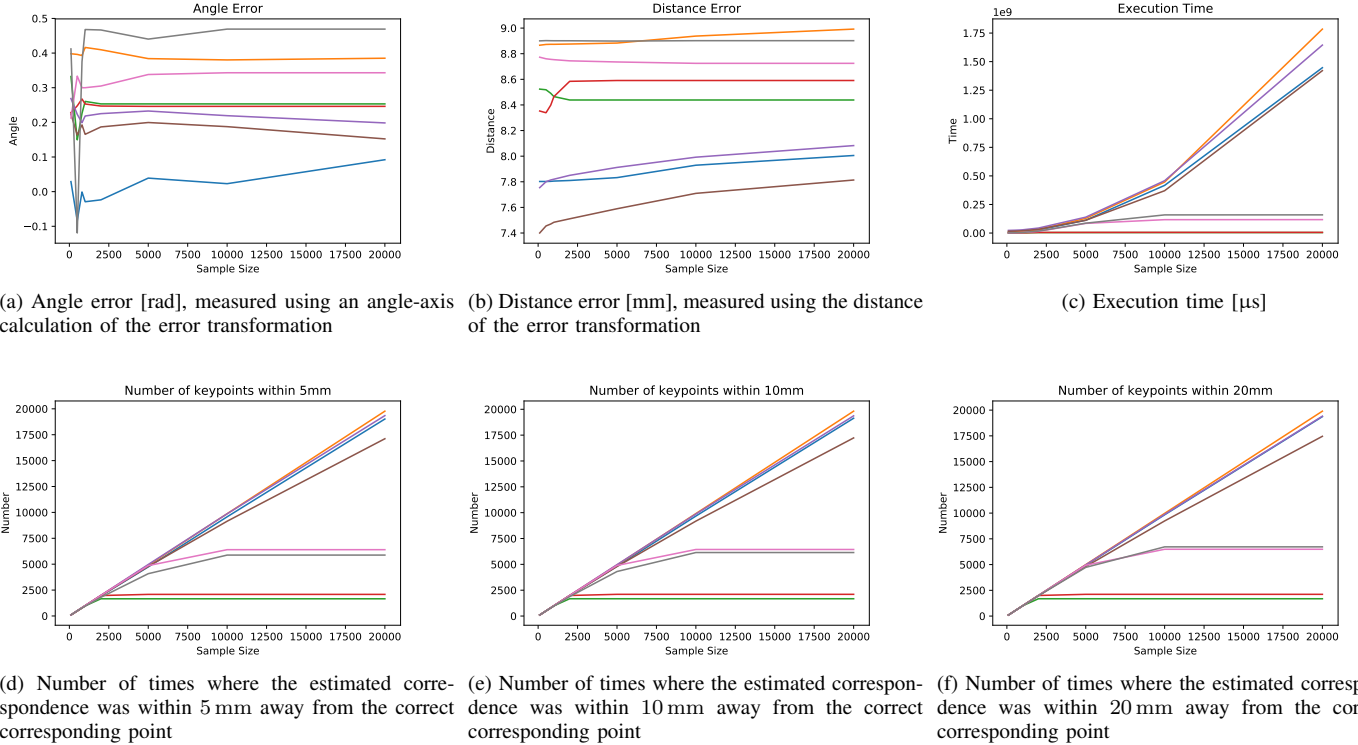 Angle Error
0.5
0.4
0.3
0.2
0.1
0.0
−0.1
Angle
0 2500 5000 7500 10000 12500 15000 17500 20000
Sample Size
(a) Angle error [rad], measured using an angle-axis
calculation of the error transformation
Distance Error
9.0
8.8
8.6
8.4
8.2
8.0
7.8
7.6
7.4
Distance
0 2500 5000 7500 10000 12500 15000 17500 20000
Sample Size
(b) Distance error [mm], measured using the distance
of the error transformation
1e9
Execution Time
1.75
1.50
1.25
1.00
0.75
0.50
0.25
0.00
Time
0 2500 5000 7500 10000 12500 15000 17500 20000
Sample Size
(c) Execution time [µs]
Number of keypoints within 5mm
20000
17500
15000
12500
10000
7500
5000
2500
0
Number
0 2500 5000 7500 10000 12500 15000 17500 20000
Sample Size
(d) Number of times where the estimated corre-
spondence was within 5 mm away from the correct
corresponding point
Number of keypoints within 10mm
20000
17500
15000
12500
10000
7500
5000
2500
0
Number
0 2500 5000 7500 10000 12500 15000 17500 20000
Sample Size
(e) Number of times where the estimated correspon-
dence was within 10 mm away from the correct
corresponding point
Number of keypoints within 20mm
20000
17500
15000
12500
10000
7500
5000
2500
0
Number
0 2500 5000 7500 10000 12500 15000 17500 20000
Sample Size
(f) Number of times where the estimated corresp
dence was within 20 mm away from the cor
corresponding point